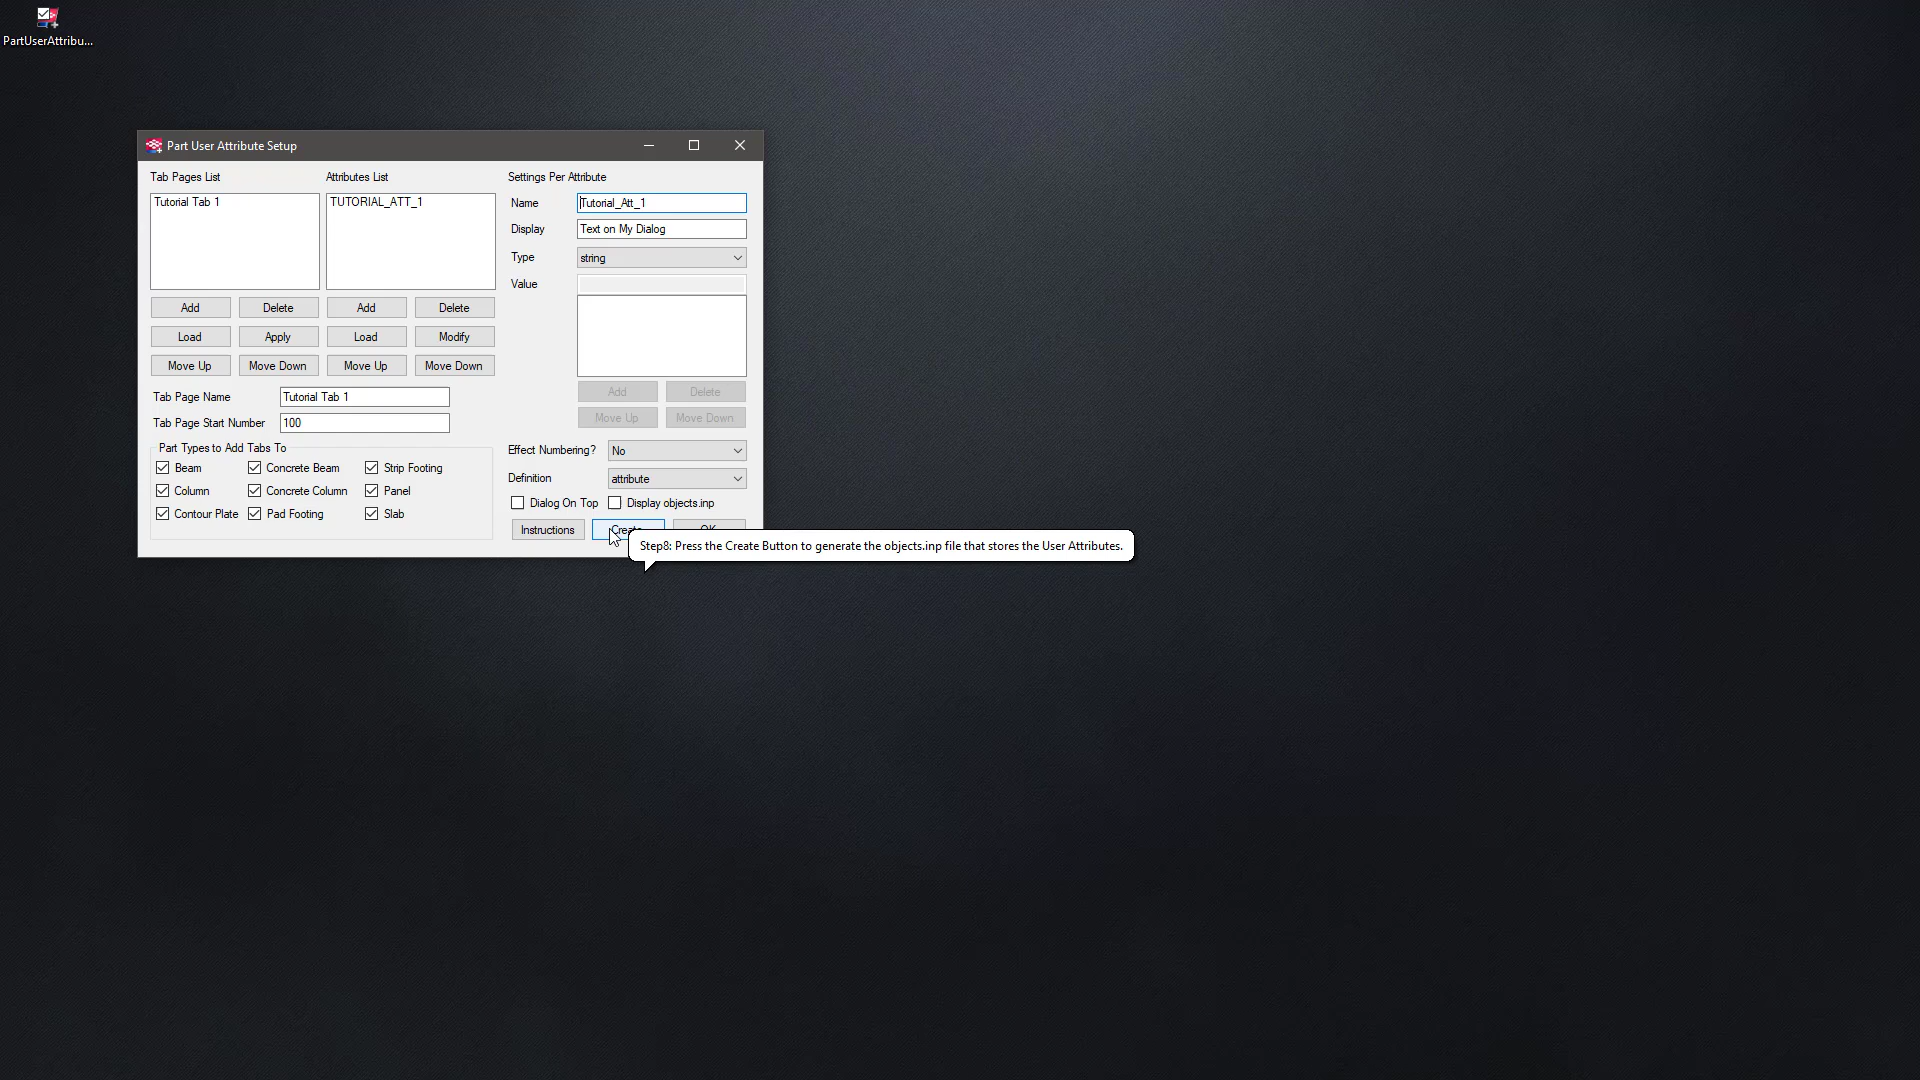 PartUserAttribu...
Part User Attribute Setup
Tab Pages List
Attributes List
Settings Per Attribute
Tutorial Tab 1
TUTORIAL_ATT_1
Name
Tutorial_Att_1
Display
Text on My Dialog
Type
string
Value
Add
Delete
Add
Delete
Load
Apply
Load
Modify
Move Up
Move Down
Move Up
Move Down
Add
Delete
Move Up
Move Down
Tab Page Name
Tutorial Tab 1
Tab Page Start Number
100
Part Types to Add Tabs To
Beam
Concrete Beam
Strip Footing
Column
Concrete Column
Panel
Contour Plate
Pad Footing
Slab
Effect Numbering?
No
Definition
attribute
Dialog On Top
Display objects.inp
Instructions
Create
OK
Step8: Press the Create Button to generate the objects.inp file that stores the User Attributes.